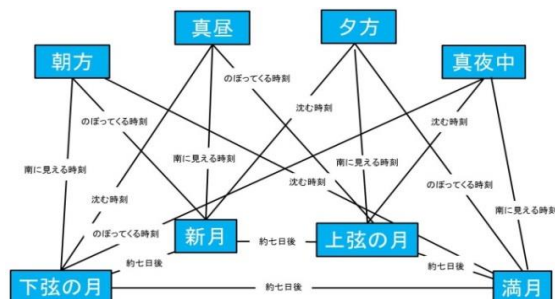 真昼
夕方
朝方
真夜中
のぼってくる時刻
のぼってくる時刻
沈む時刻
沈む時刻
南に見える時刻
南に見える時刻
南に見える時刻
沈む時刻
沈む時刻
のぼってくる時刻
南に見える時刻
のぼってくる時刻
新月
約七日後
上弦の月
約七日後
約七日後
下弦の月
約七日後
満月